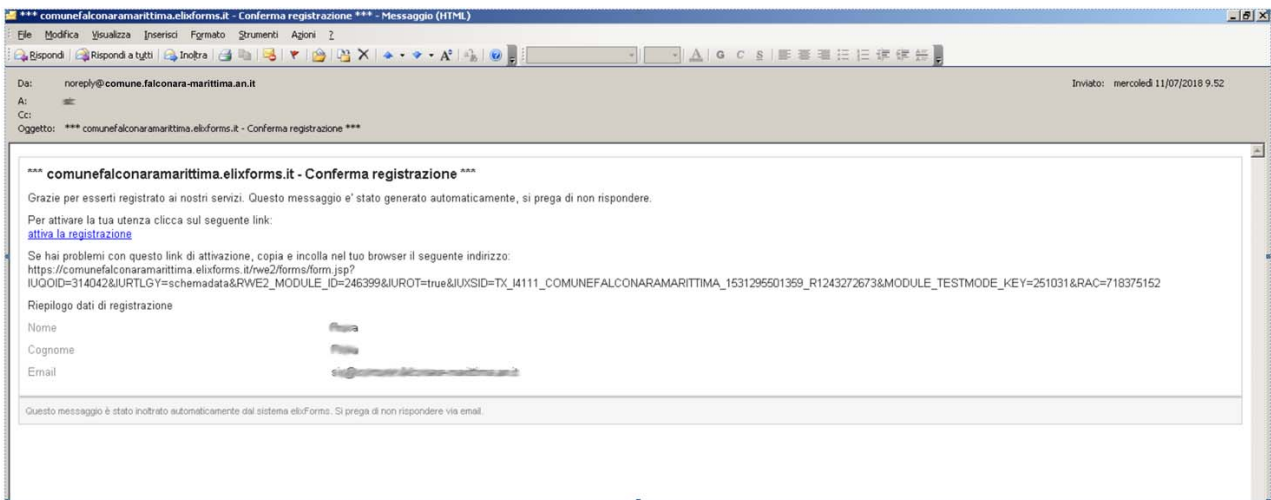 *** comunefalconaramarittima.elixforms.it - Conferma registrazione *** - Messaggio (HTML)
File Modifica Visualizza Inserisci Formato Strumenti Azioni ?
Rispondi Rispondi a tutti Inoltra A G C S
Da: noreply@comune.falconara-marittima.an.it Inviato: mercoledì 11/07/2018 9.52
A:
Cc:
Oggetto: *** comunefalconaramarittima.elixforms.it - Conferma registrazione ***
*** comunefalconaramarittima.elixforms.it - Conferma registrazione ***
Grazie per esserti registrato ai nostri servizi. Questo messaggio e' stato generato automaticamente, si prega di non rispondere.
Per attivare la tua utenza clicca sul seguente link:
attiva la registrazione
Se hai problemi con questo link di attivazione, copia e incolla nel tuo browser il seguente indirizzo:
https://comunefalconaramarittima.elixforms.it/rwe2/forms/form.jsp?
IUQOID=314042&IURTLGY=schemadata&RWE2_MODULE_ID=246399&IUROT=true&IUXSID=TX_I4111_COMUNEFALCONARAMARITTIMA_1531295501359_R1243272673&MODULE_TESTMODE_KEY=251031&RAC=718375152
Riepilogo dati di registrazione
Nome
Cognome
Email
Questo messaggio è stato inoltrato automaticamente dal sistema elixForms. Si prega di non rispondere via email.